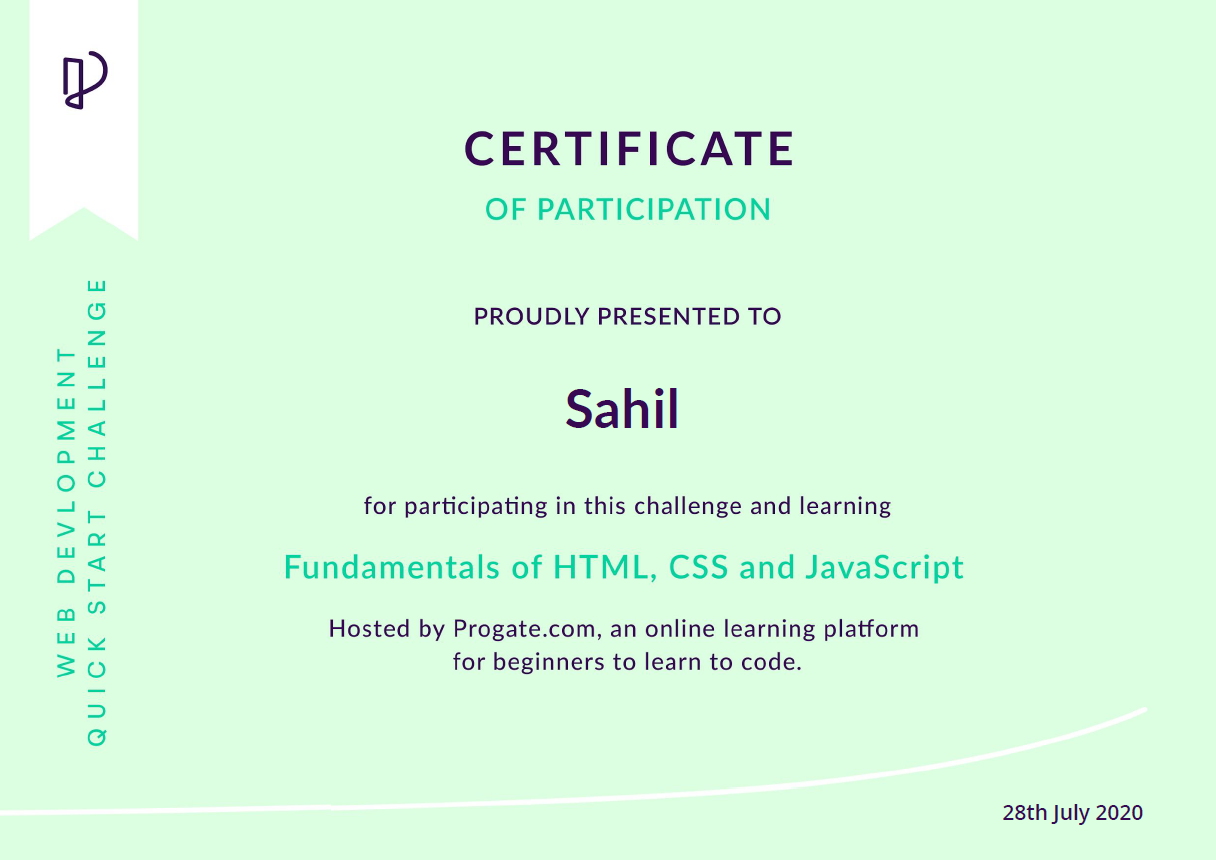 CERTIFICATE
OF PARTICIPATION
PROUDLY PRESENTED TO
Sahil
for participating in this challenge and learning
Fundamentals of HTML, CSS and JavaScript
Hosted by Progate.com, an online learning platform
for beginners to learn to code.
WEB DEVLOPMENT
QUICK START CHALLENGE
28th July 2020